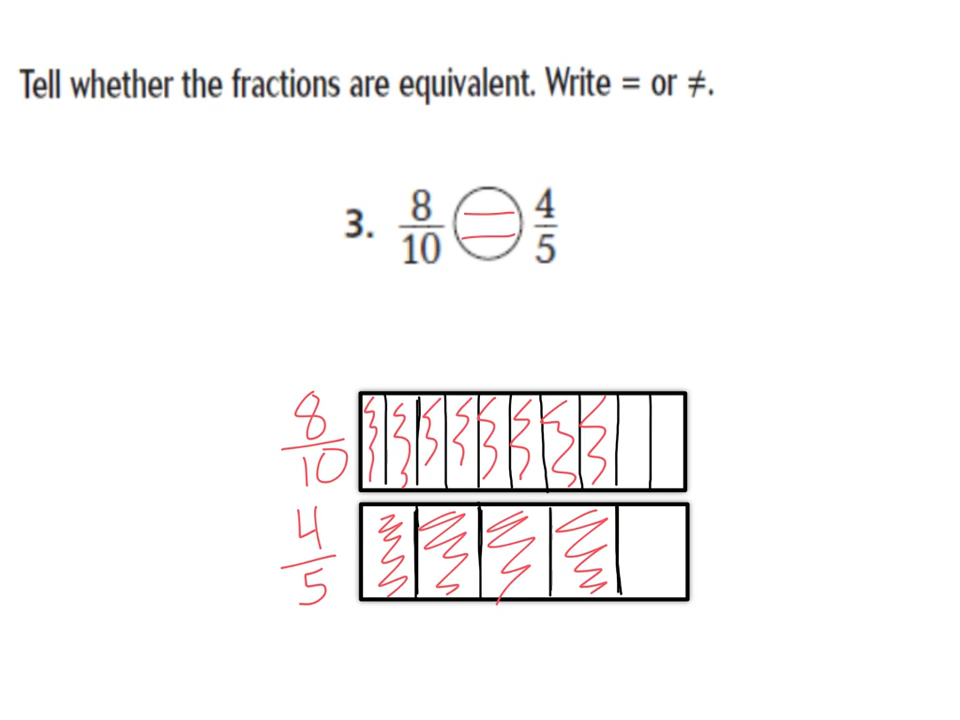 Tell whether the fractions are equivalent. Write = or ≠.
3. 8/10 = 4/5
8/10
4/5